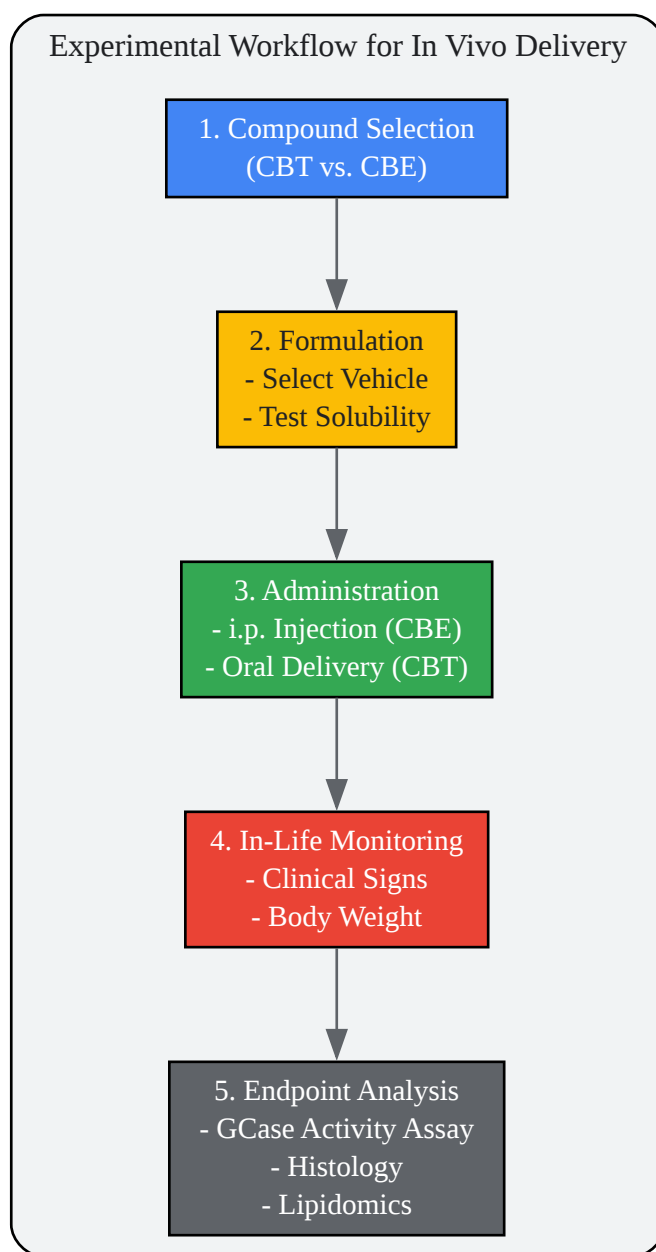 Experimental Workflow for In Vivo Delivery
1. Compound Selection
(CBT vs. CBE)
2. Formulation
- Select Vehicle
- Test Solubility
3. Administration
- i.p. Injection (CBE)
- Oral Delivery (CBT)
4. In-Life Monitoring
- Clinical Signs
- Body Weight
5. Endpoint Analysis
- GCase Activity Assay
- Histology
- Lipidomics